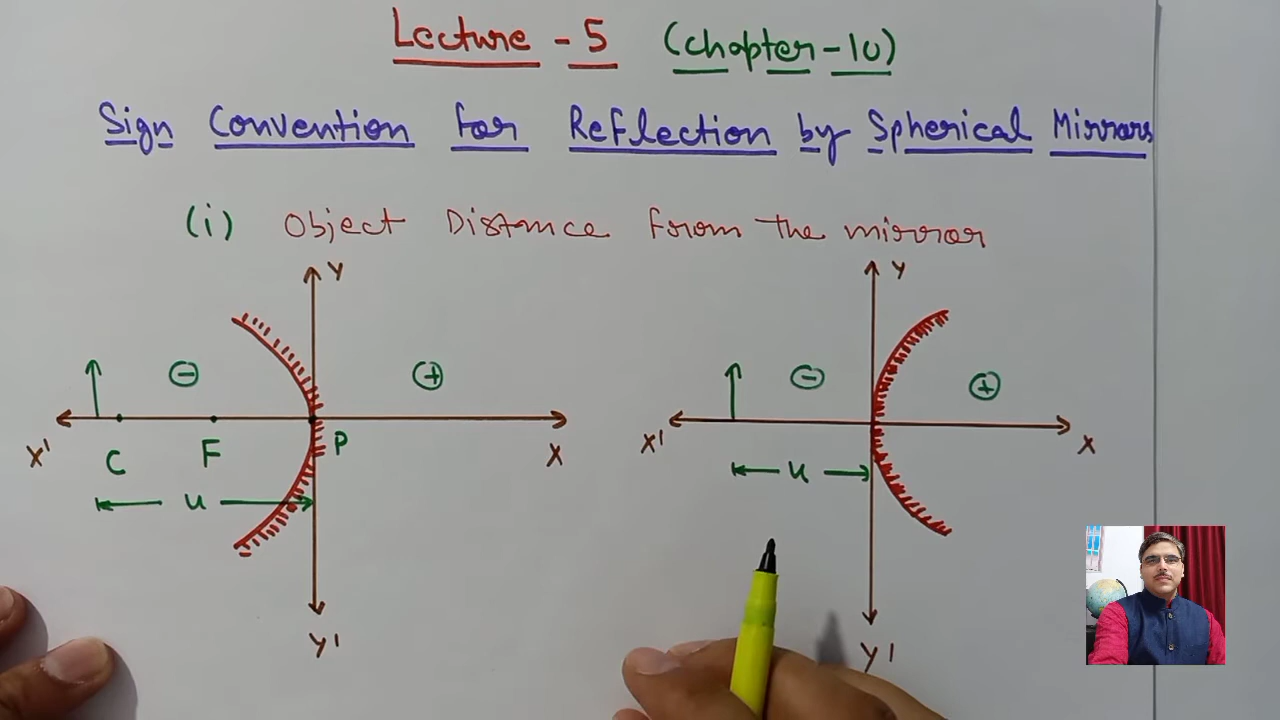 Lecture - 5 (Chapter-10)
Sign Convention for Reflection by Spherical Mirrors
(i) Object Distance from the mirror
Y Y
⊖ ⊕ ⊖ ⊕
X' C F P X X' X
u u
Y' Y'